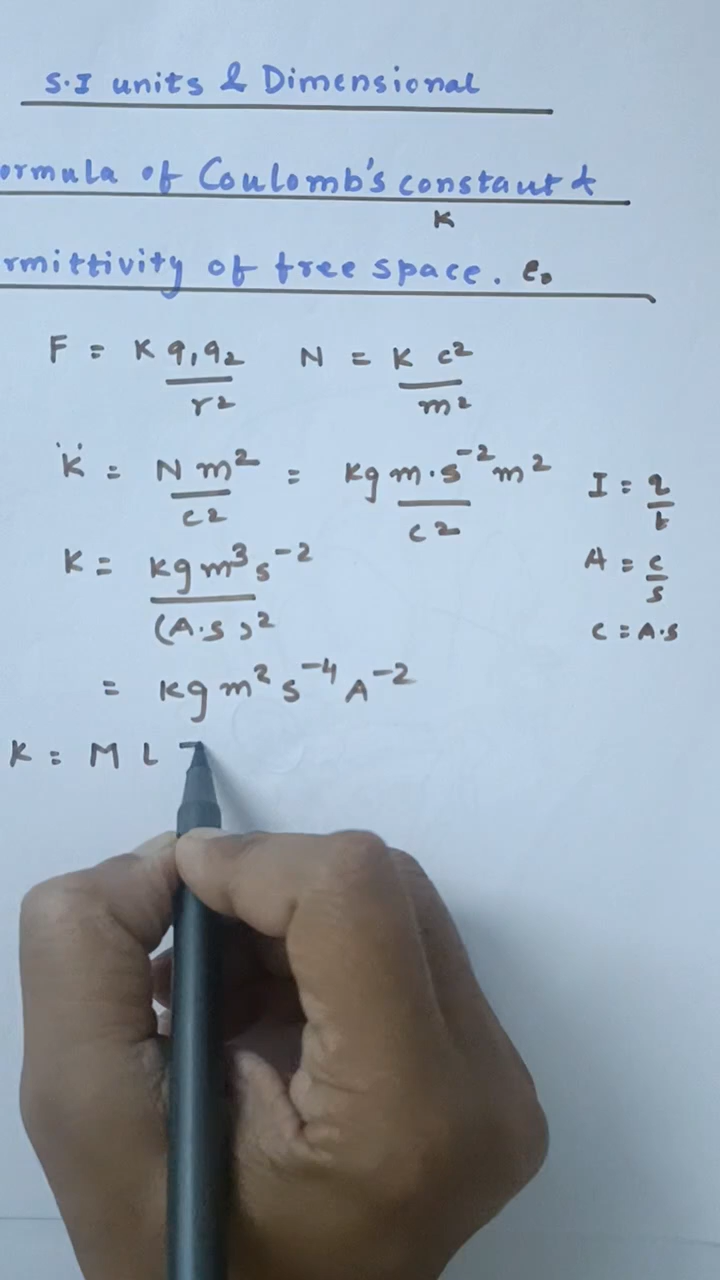 S.I units & Dimensional
ormula of Coulomb's constant &
K
rmittivity of free space. ε₀
F = K q₁q₂ / r² N = K c² / m²
K = N m² / c² = kg m·s⁻² m² / c² I = q / t
K = kg m³ s⁻² / (A·s)² A = c / s
C = A·s
= kg m² s⁻⁴ A⁻²
K = M L T